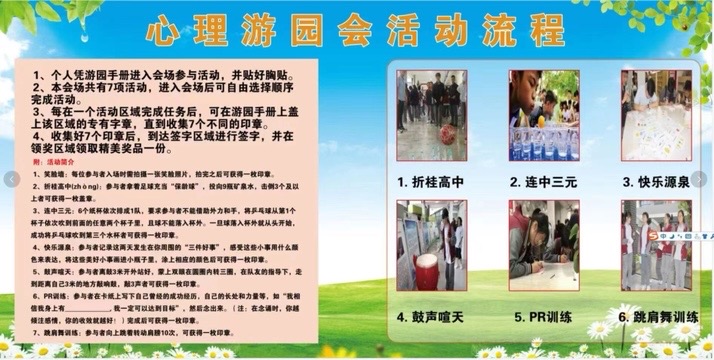 心理游园会活动流程
1、个人凭游园手册进入会场参与活动，并贴好胸贴。
2、本会场共有7项活动，进入会场后可自由选择顺序
完成活动。
3、每在一个活动区域完成任务后，可在游园手册上盖
上该区域的专有字章，直到收集7个不同的印章。
4、收集好7个印章后，到达签字区域进行签字，并在
领奖区域领取精美奖品一份。
附：活动简介
1、笑脸墙：每位参与者入场时需拍摄一张笑脸照片，拍完之后可获得一枚印章。
2、折桂高中(zhòng)：参与者拿着足球充当“保龄球”，投向9瓶矿泉水，击倒3个及以
上者可获得一枚盖章。
3、连中三元：6个纸杯依次排成1队，要求参与者不能借助外力和手，将乒乓球从第1个
杯子依次吹到前面的任意两个杯子里，且球不能落入杯外。一旦球落入杯外就从头开始，
成功将乒乓球吹到第三个水杯者可获得一枚印章。
4、快乐源泉：参与者记录这两天发生在你周围的“三件好事”，感受这些小事用什么颜
色来表达，将这些美好小事画进小瓶子里，涂上相应的颜色后可获得一枚印章。
5、鼓声喧天：参与者离鼓3米开外站好，蒙上双眼在圆圈内转三圈，在队友的指导下，走
到距离自己3米的地方敲响鼓，敲3声者可获得一枚印章。
6、PR训练：参与者在卡纸上写下自己曾经的成功经历，自己的长处和力量等，如“我相
信我身上有________，我一定可以达到目标”，然后念出来。（注：在念诵时，你越
倾注感情，你的收效就越好）完成后可获得一枚印章。
7、跳肩舞训练：参与者向上跳着转动肩膀10次，可获得一枚印章。
1. 折桂高中
2. 连中三元
3. 快乐源泉
4. 鼓声喧天
5. PR训练
6. 跳肩舞训练
中